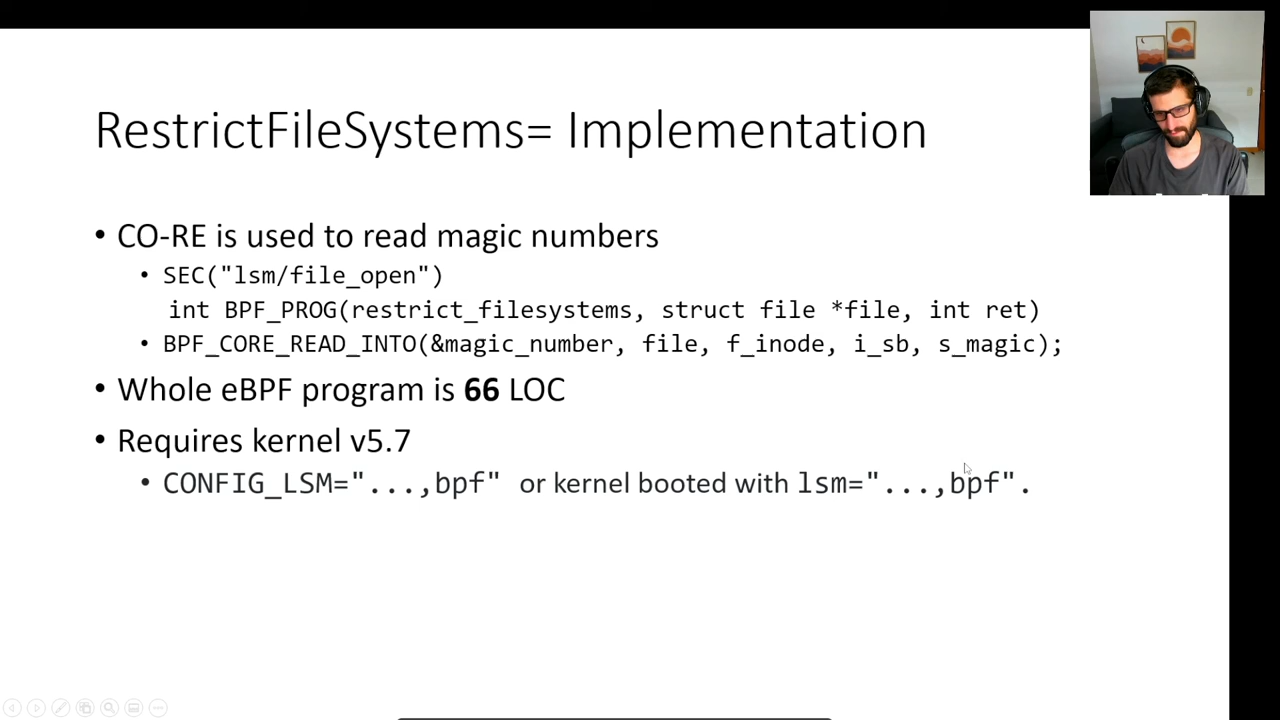 RestrictFileSystems= Implementation
• CO-RE is used to read magic numbers
• SEC("lsm/file_open")
int BPF_PROG(restrict_filesystems, struct file *file, int ret)
• BPF_CORE_READ_INTO(&magic_number, file, f_inode, i_sb, s_magic);
• Whole eBPF program is 66 LOC
• Requires kernel v5.7
• CONFIG_LSM="...,bpf" or kernel booted with lsm="...,bpf".